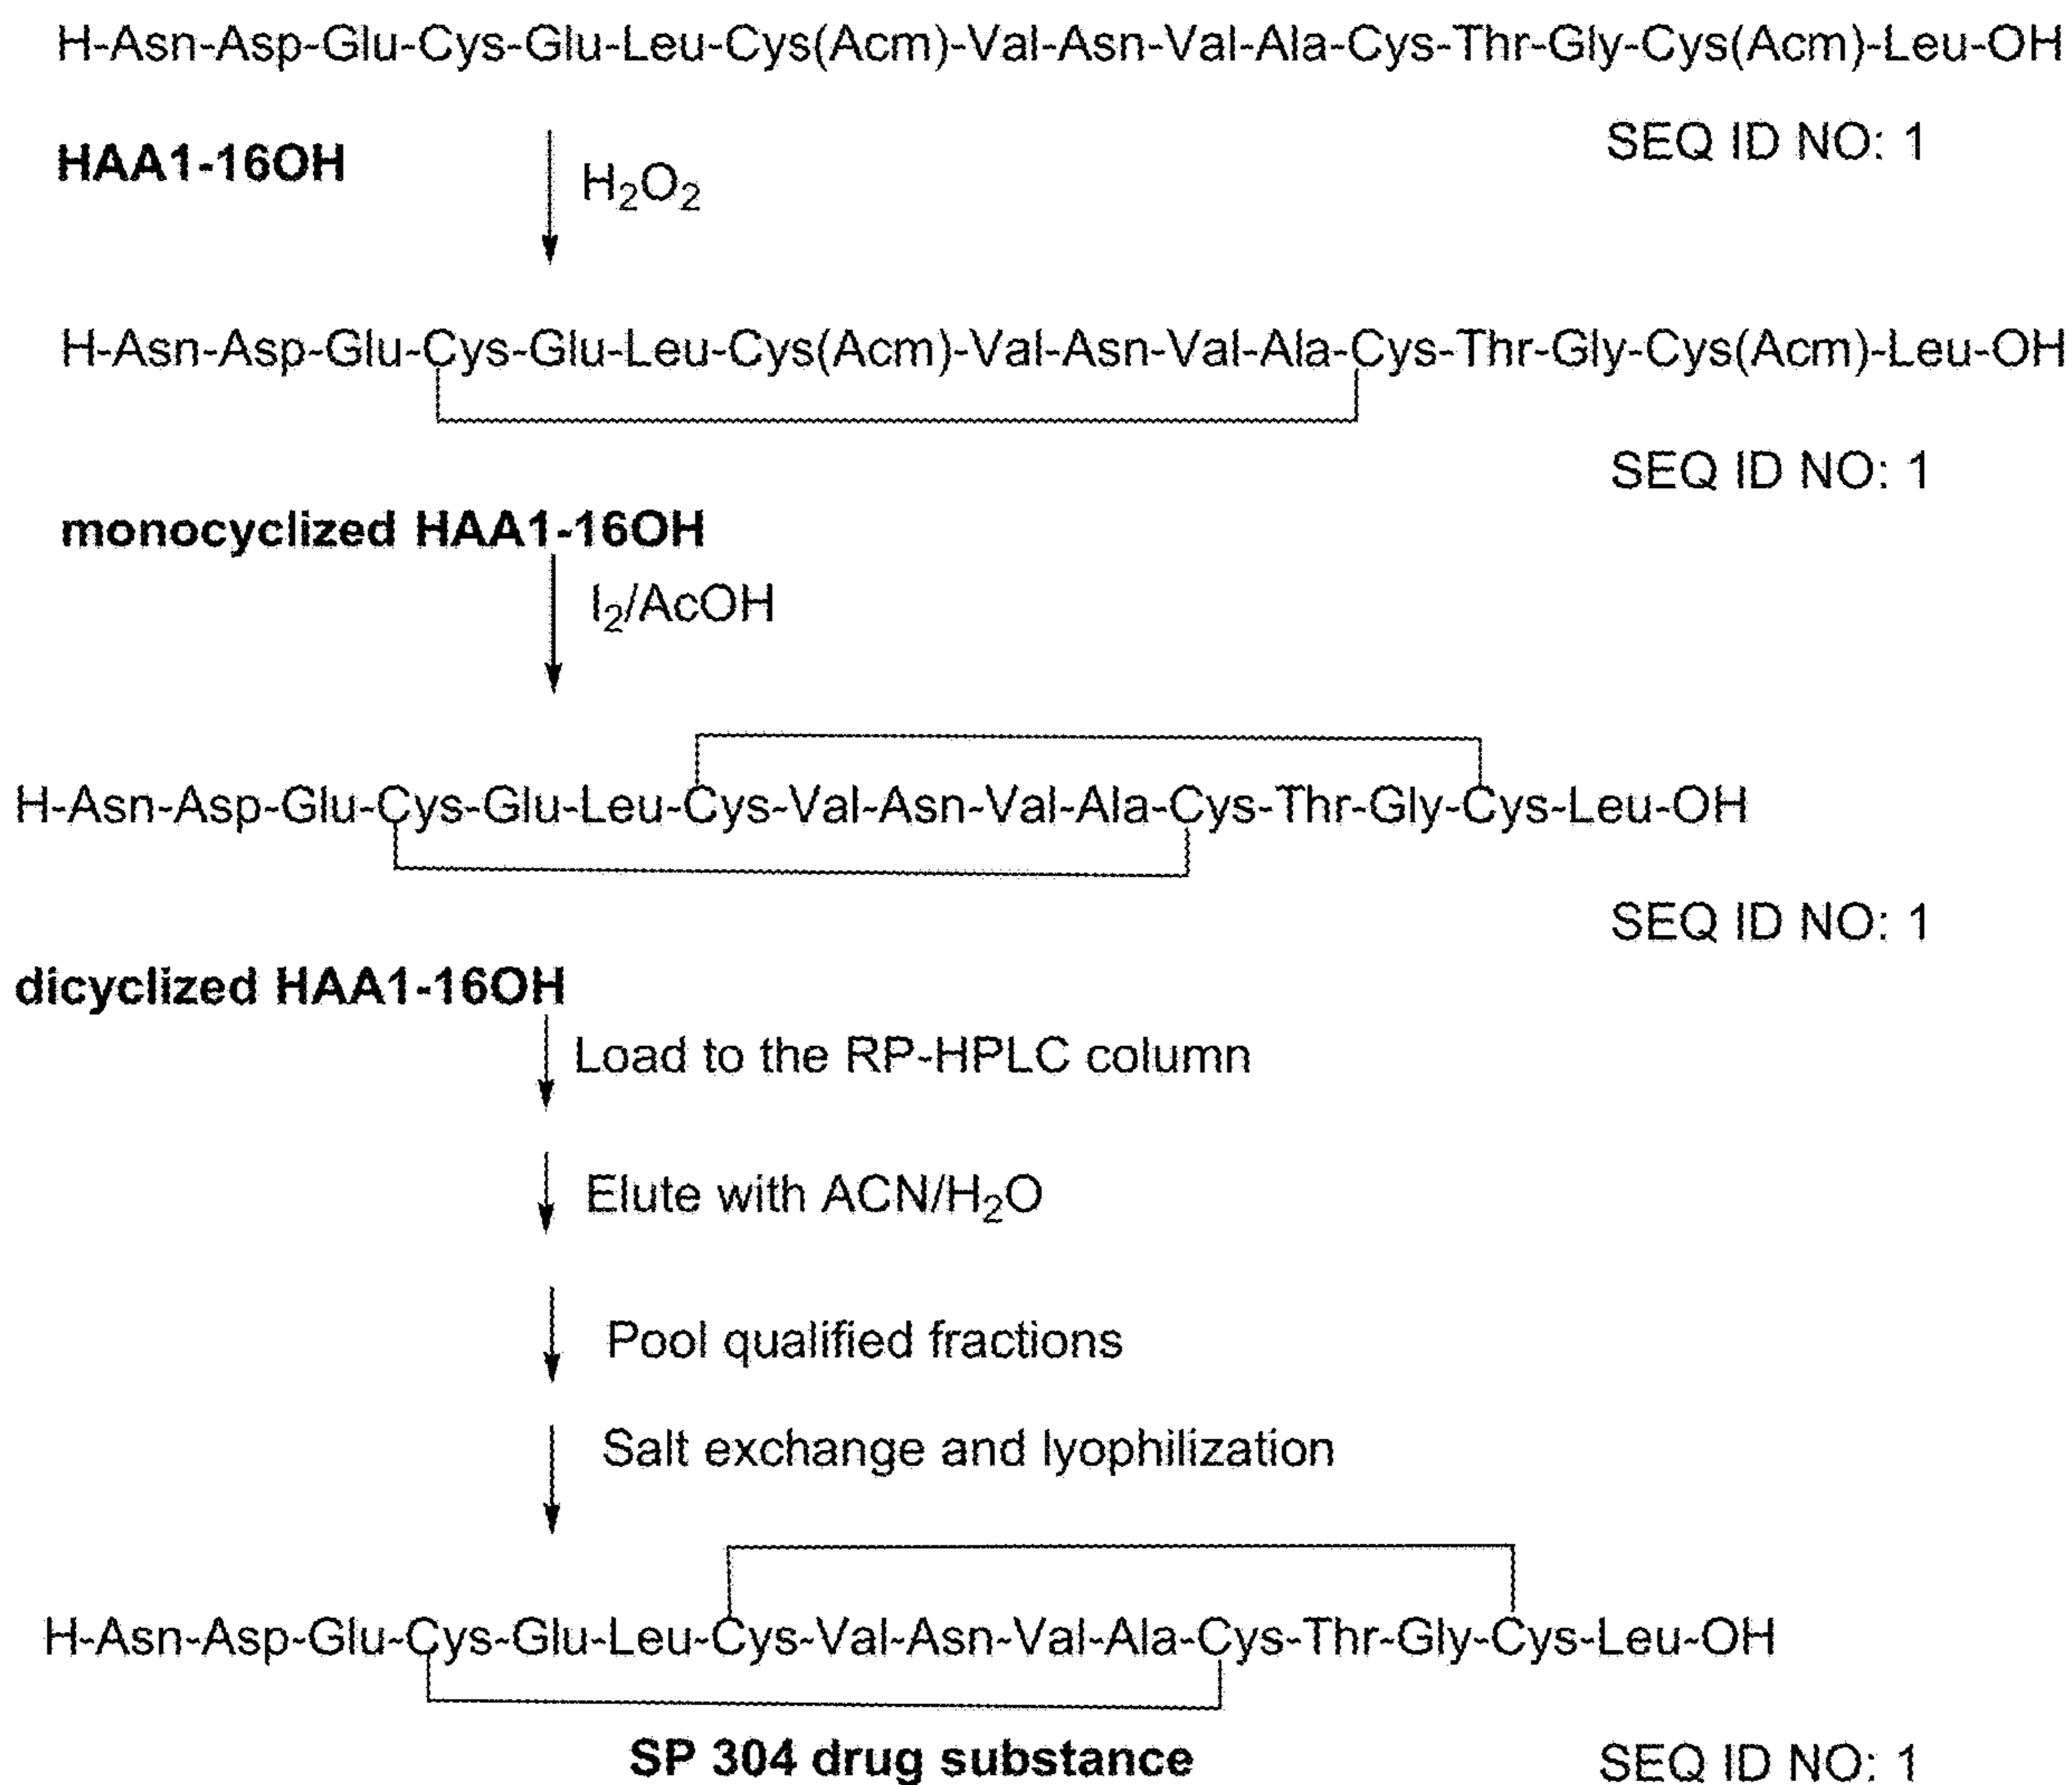 H-Asn-Asp-Glu-Cys-Glu-Leu-Cys(Acm)-Val-Asn-Val-Ala-Cys-Thr-Gly-Cys(Acm)-Leu-OH
SEQ ID NO: 1
HAA1-16OH
H2O2
H-Asn-Asp-Glu-Cys-Glu-Leu-Cys(Acm)-Val-Asn-Val-Ala-Cys-Thr-Gly-Cys(Acm)-Leu-OH
SEQ ID NO: 1
monocyclized HAA1-16OH
I2/AcOH
H-Asn-Asp-Glu-Cys-Glu-Leu-Cys-Val-Asn-Val-Ala-Cys-Thr-Gly-Cys-Leu-OH
SEQ ID NO: 1
dicyclized HAA1-16OH
Load to the RP-HPLC column
Elute with ACN/H2O
Pool qualified fractions
Salt exchange and lyophilization
H-Asn-Asp-Glu-Cys-Glu-Leu-Cys-Val-Asn-Val-Ala-Cys-Thr-Gly-Cys-Leu-OH
SP 304 drug substance SEQ ID NO: 1